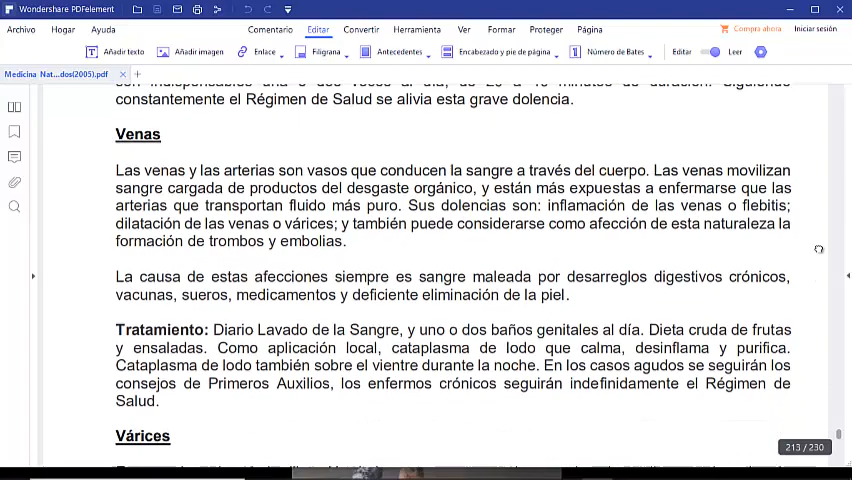 Wondershare PDFelement
Archivo Hogar Ayuda Comentario Editar Convertir Herramienta Ver Formar Proteger Página Compra ahora Iniciar sesión
Añadir texto Añadir imagen Enlace Filigrana Antecedentes Encabezado y pie de página Número de Bates Editar Leer
Medicina Nat...dos(2005).pdf
constantemente el Régimen de Salud se alivia esta grave dolencia.
Venas
Las venas y las arterias son vasos que conducen la sangre a través del cuerpo. Las venas movilizan
sangre cargada de productos del desgaste orgánico, y están más expuestas a enfermarse que las
arterias que transportan fluido más puro. Sus dolencias son: inflamación de las venas o flebitis;
dilatación de las venas o várices; y también puede considerarse como afección de esta naturaleza la
formación de trombos y embolias.
La causa de estas afecciones siempre es sangre maleada por desarreglos digestivos crónicos,
vacunas, sueros, medicamentos y deficiente eliminación de la piel.
Tratamiento: Diario Lavado de la Sangre, y uno o dos baños genitales al día. Dieta cruda de frutas
y ensaladas. Como aplicación local, cataplasma de lodo que calma, desinflama y purifica.
Cataplasma de lodo también sobre el vientre durante la noche. En los casos agudos se seguirán los
consejos de Primeros Auxilios, los enfermos crónicos seguirán indefinidamente el Régimen de
Salud.
Várices
213 / 230